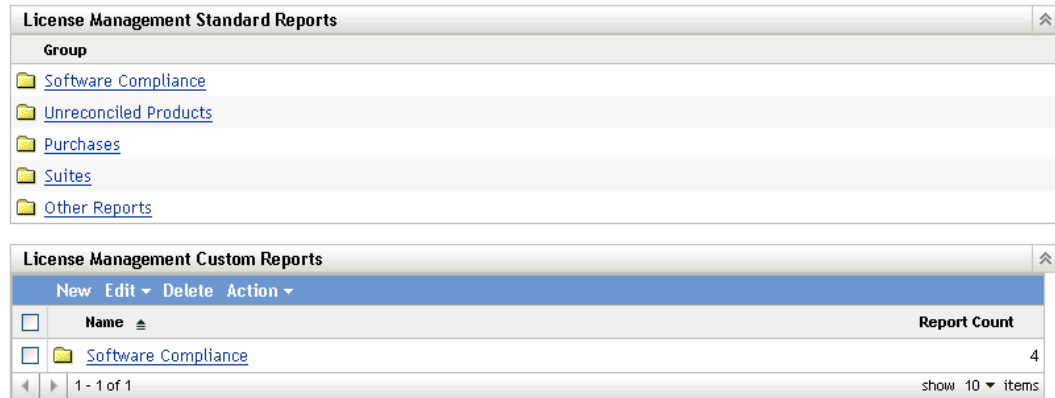 License Management Standard Reports
Group
Software Compliance
Unreconciled Products
Purchases
Suites
Other Reports
License Management Custom Reports
New Edit Delete Action
Name Report Count
Software Compliance 4
1 - 1 of 1 show 10 items